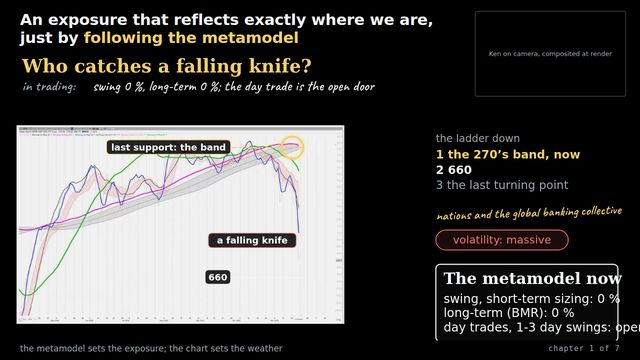 An exposure that reflects exactly where we are,
just by following the metamodel
Who catches a falling knife?
in trading: swing 0 %, long-term 0 %; the day trade is the open door
Ken on camera, composited at render
last support: the band
a falling knife
660
the ladder down
1 the 270’s band, now
2 660
3 the last turning point
nations and the global banking collective
volatility: massive
The metamodel now
swing, short-term sizing: 0 %
long-term (BMR): 0 %
day trades, 1-3 day swings: open
the metamodel sets the exposure; the chart sets the weather
chapter 1 of 7